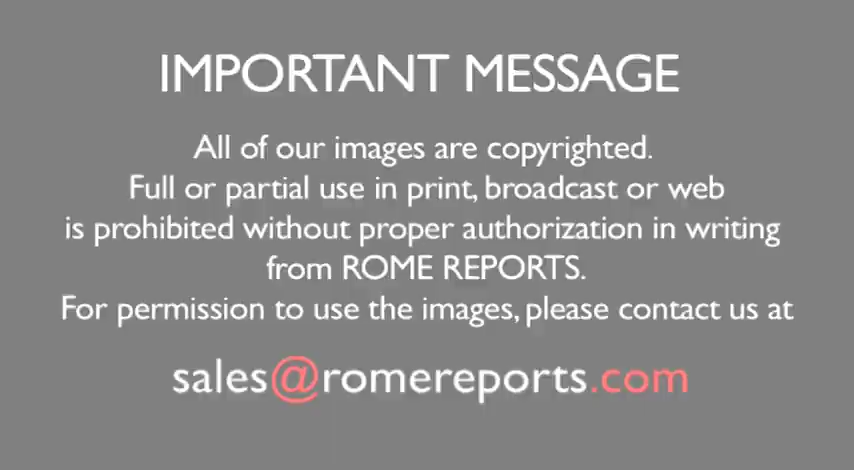 IMPORTANT MESSAGE
All of our images are copyrighted.
Full or partial use in print, broadcast or web
is prohibited without proper authorization in writing
from ROME REPORTS.
For permission to use the images, please contact us at
sales@romereports.com